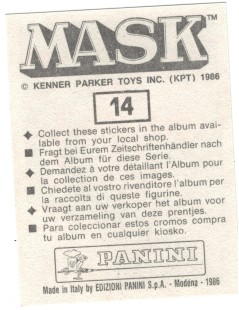 MASK™
© KENNER PARKER TOYS INC. (KPT) 1986
14
◆ Collect these stickers in the album avai-
lable from your local shop.
■ Fragt bei Eurem Zeitschriftenhändler nach
dem Album für diese Serie.
◆ Demandez à votre détaillant l'Album pour
la collection de ces images.
■ Chiedete al vostro rivenditore l'album per
la raccolta di queste figurine.
◆ Vraagt aan uw verkoper het album voor
uw verzameling van deze prentjes.
■ Para coleccionar estos cromos compra
tu album en cualquier kiosko.
PANINI
Made in Italy by EDIZIONI PANINI S.p.A. - Modena - 1986